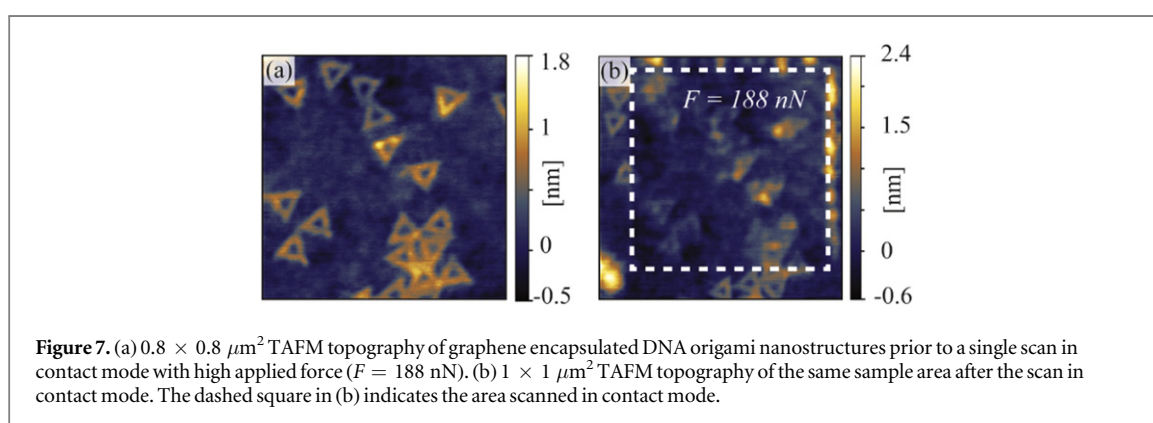 (a)
1.8
1
0
-0.5
[nm]
(b)
F = 188 nN
2.4
1.5
0
-0.6
[nm]
Figure 7. (a) 0.8 × 0.8 μm² TAFM topography of graphene encapsulated DNA origami nanostructures prior to a single scan in
contact mode with high applied force (F = 188 nN). (b) 1 × 1 μm² TAFM topography of the same sample area after the scan in
contact mode. The dashed square in (b) indicates the area scanned in contact mode.